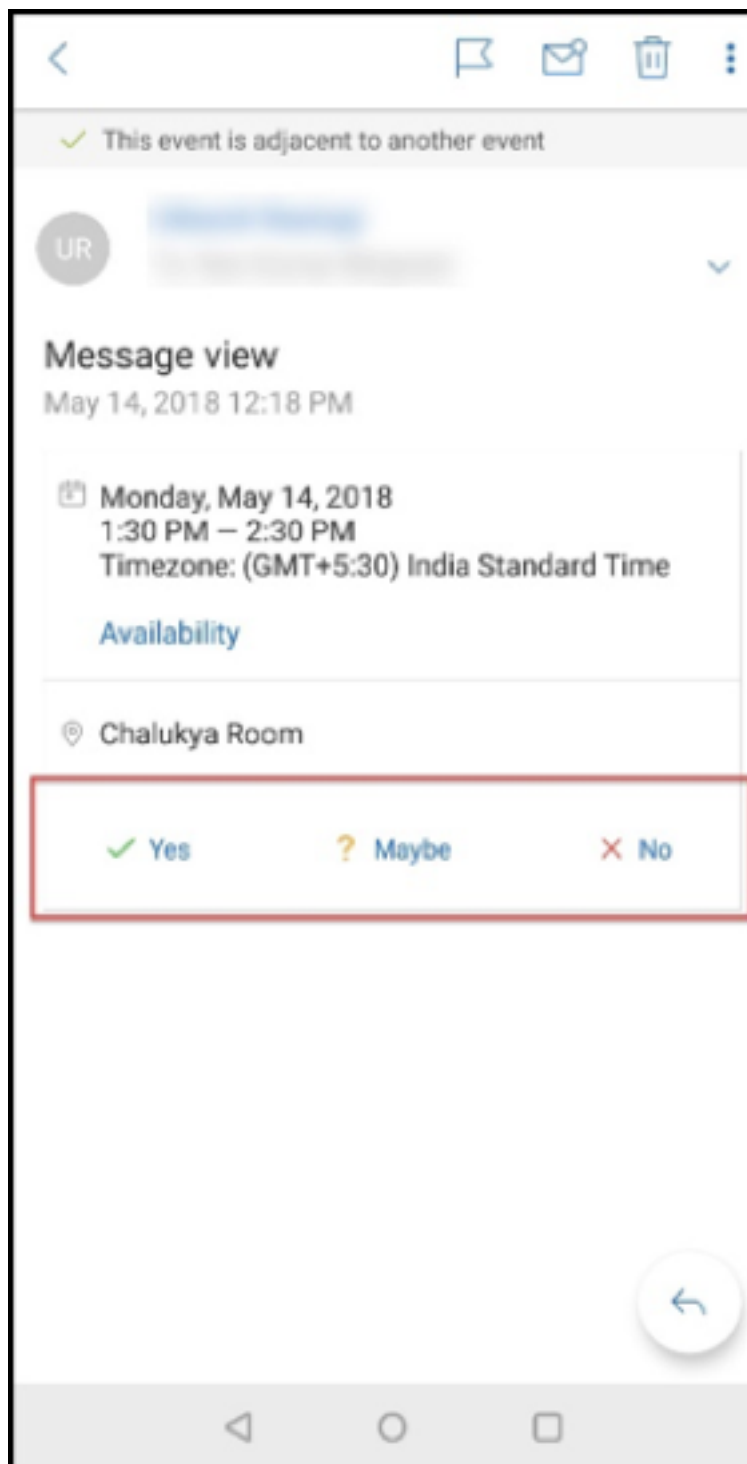 This event is adjacent to another event
UR
Message view
May 14, 2018 12:18 PM
Monday, May 14, 2018
1:30 PM — 2:30 PM
Timezone: (GMT+5:30) India Standard Time
Availability
Chalukya Room
Yes ? Maybe No